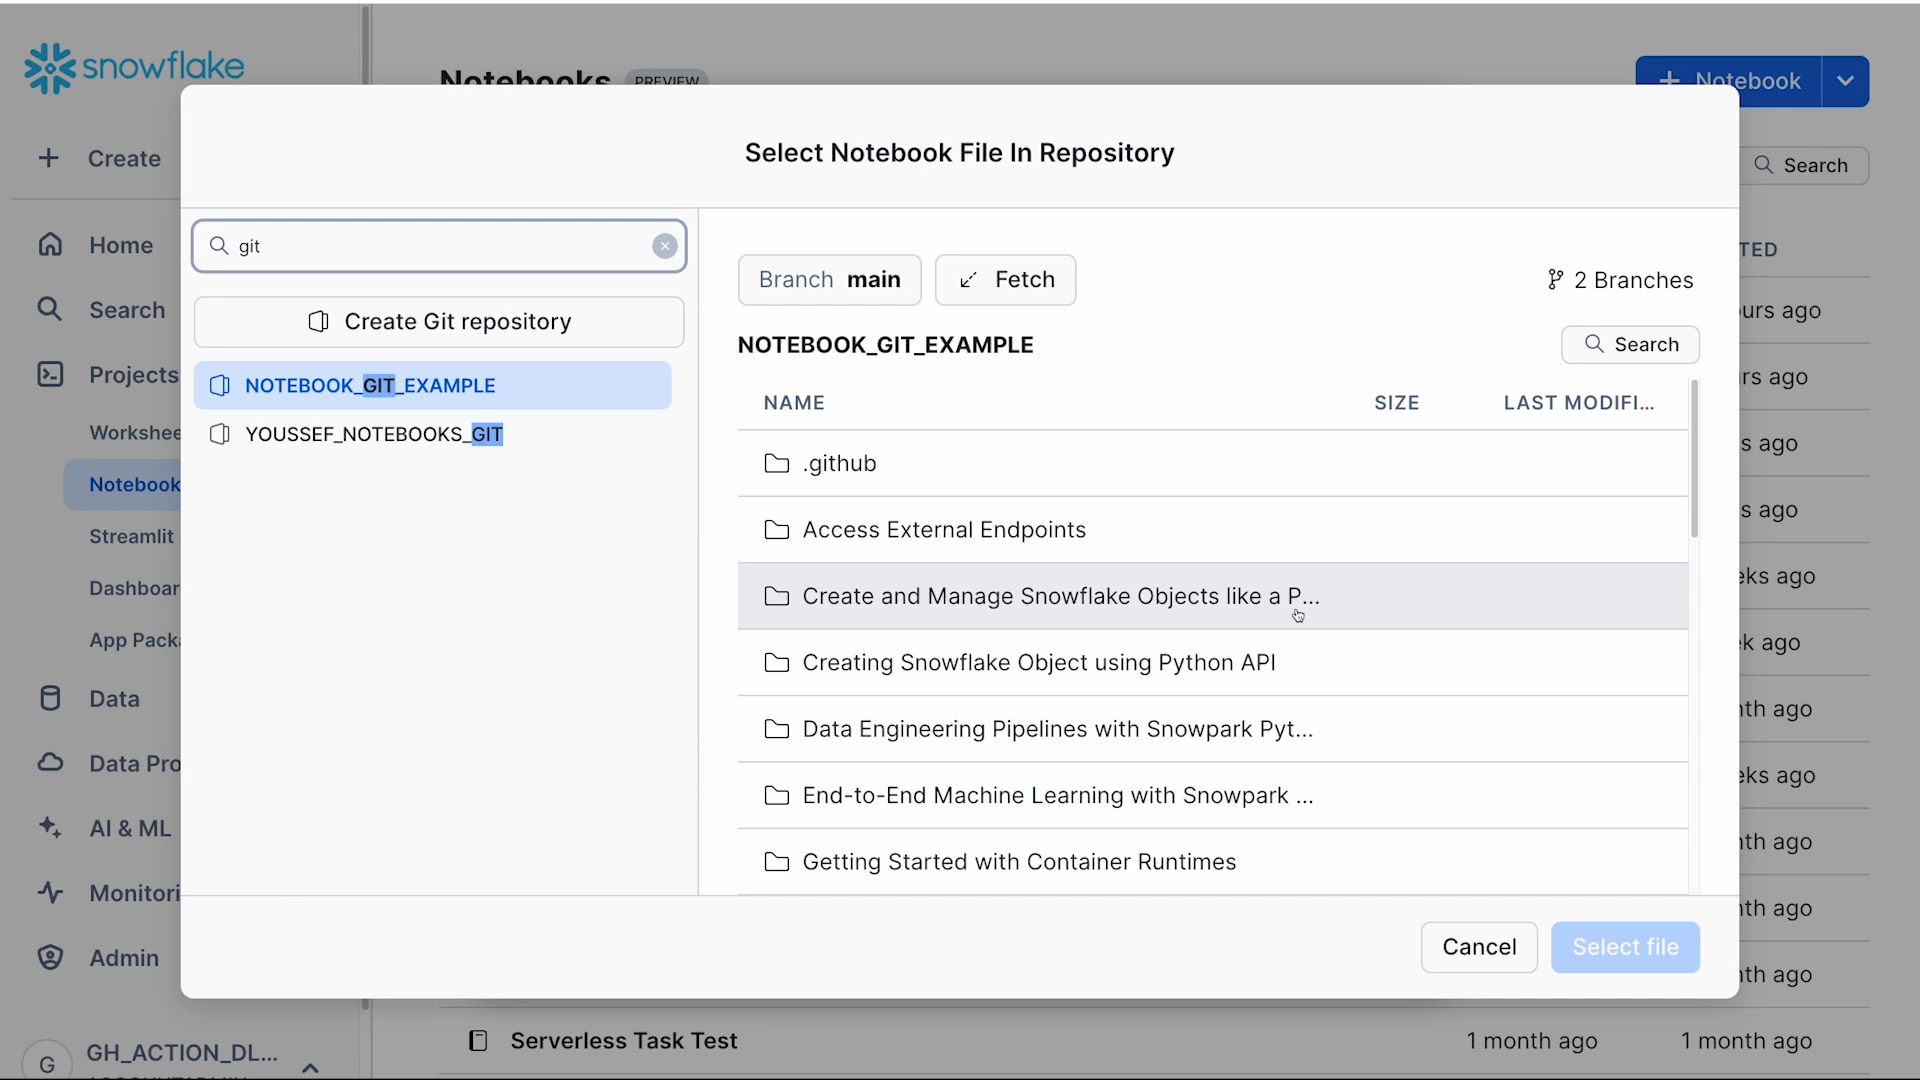 snowflake
Notebooks PREVIEW
+ Notebook
Select Notebook File In Repository
Create
Search
Home
git
TED
Branch main
Fetch
2 Branches
Search
Create Git repository
ours ago
NOTEBOOK_GIT_EXAMPLE
Search
Projects
NOTEBOOK_GIT_EXAMPLE
rs ago
NAME
SIZE
LAST MODIFI...
Workshee
YOUSSEF_NOTEBOOKS_GIT
s ago
.github
Notebook
s ago
Access External Endpoints
Streamlit
eks ago
Dashboar
Create and Manage Snowflake Objects like a P...
App Packa
k ago
Creating Snowflake Object using Python API
Data
nth ago
Data Engineering Pipelines with Snowpark Pyt...
Data Pro
eks ago
End-to-End Machine Learning with Snowpark ...
AI & ML
nth ago
Getting Started with Container Runtimes
Monitori
nth ago
Cancel
Select file
Admin
nth ago
Serverless Task Test
1 month ago
1 month ago
G
GH_ACTION_DL...